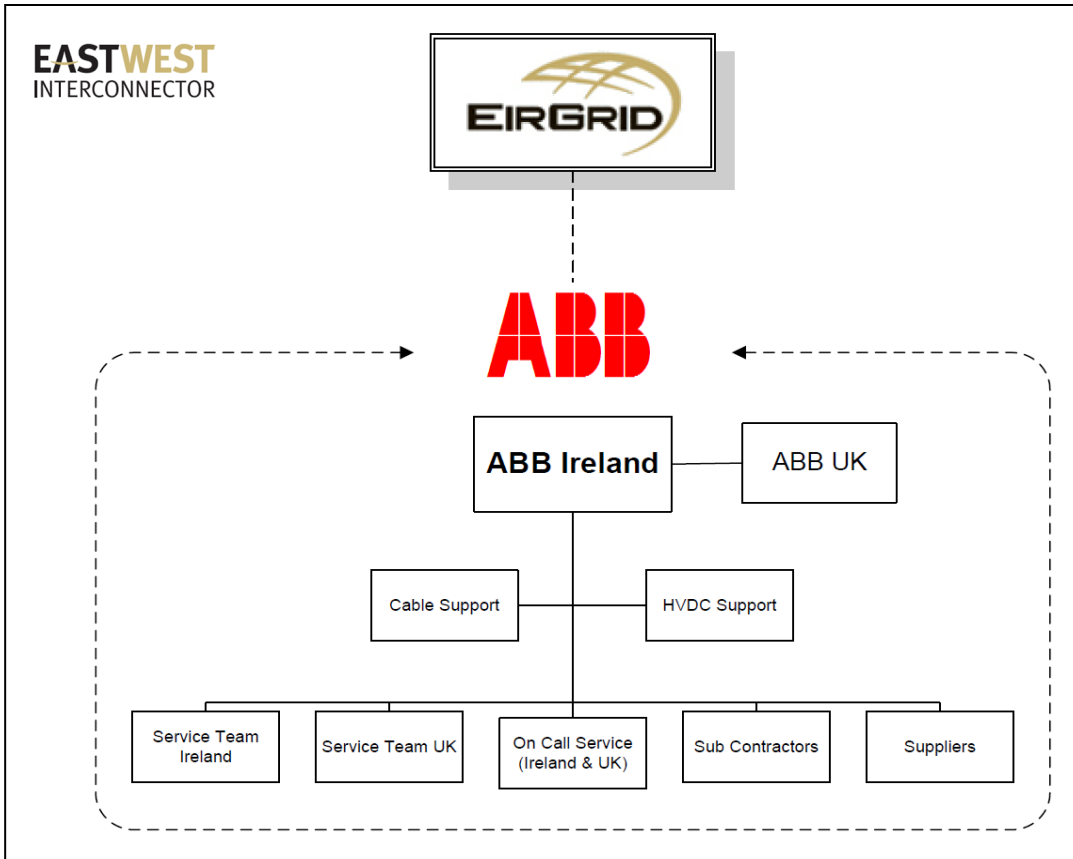 EASTWEST
INTERCONNECTOR
EIRGRID
ABB
ABB Ireland
ABB UK
Cable Support
HVDC Support
Service Team
Ireland
Service Team UK
On Call Service
(Ireland & UK)
Sub Contractors
Suppliers